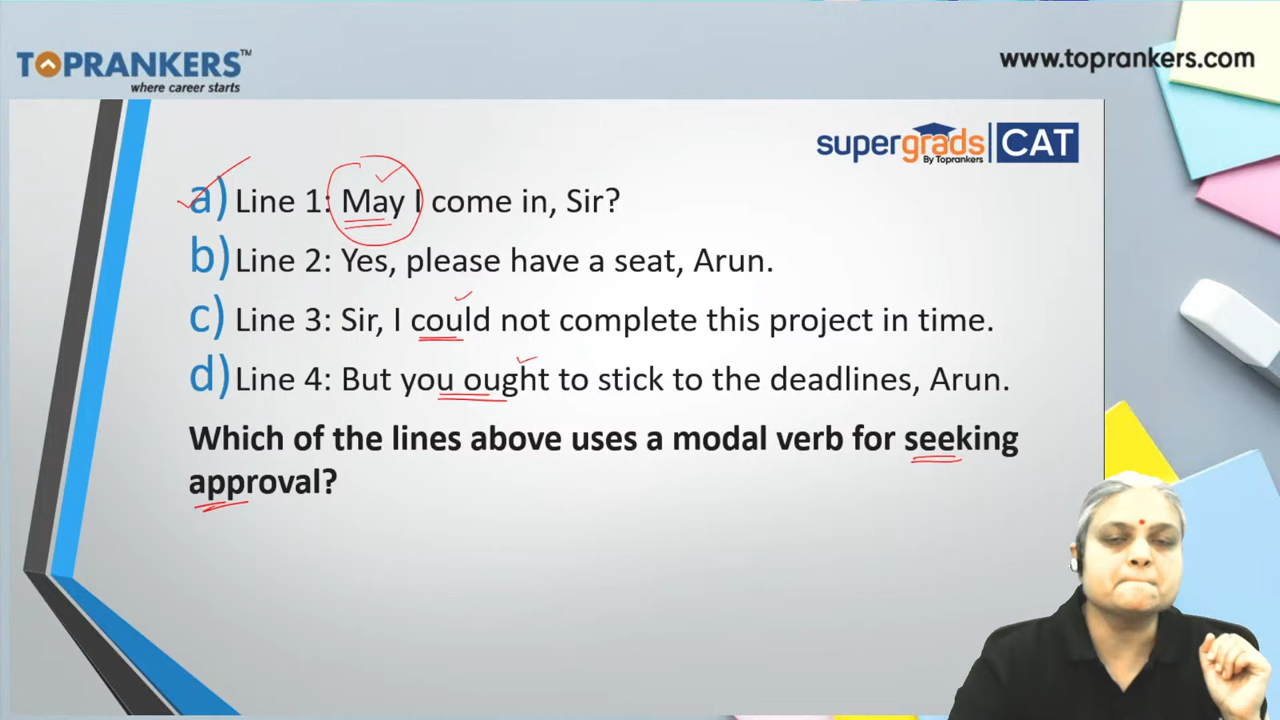 TOPRANKERS™
where career starts
www.toprankers.com
supergrads | CAT
By Toprankers
a) Line 1: May I come in, Sir?
b) Line 2: Yes, please have a seat, Arun.
c) Line 3: Sir, I could not complete this project in time.
d) Line 4: But you ought to stick to the deadlines, Arun.
Which of the lines above uses a modal verb for seeking
approval?